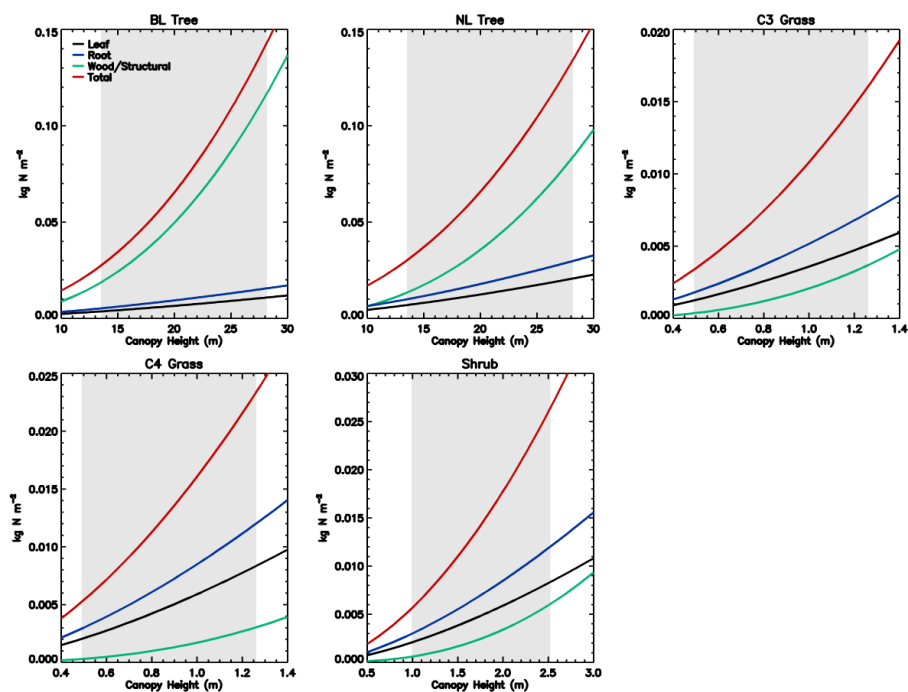 BL Tree
0.15
0.10
0.05
0.00
kg N m⁻²
Leaf
Root
Wood/Structural
Total
10 15 20 25 30
Canopy Height (m)
NL Tree
0.15
0.10
0.05
0.00
kg N m⁻²
10 15 20 25 30
Canopy Height (m)
C3 Grass
0.020
0.015
0.010
0.005
0.000
kg N m⁻²
0.4 0.6 0.8 1.0 1.2 1.4
Canopy Height (m)
C4 Grass
0.025
0.020
0.015
0.010
0.005
0.000
kg N m⁻²
0.4 0.6 0.8 1.0 1.2 1.4
Canopy Height (m)
Shrub
0.030
0.025
0.020
0.015
0.010
0.005
0.000
kg N m⁻²
0.5 1.0 1.5 2.0 2.5 3.0
Canopy Height (m)